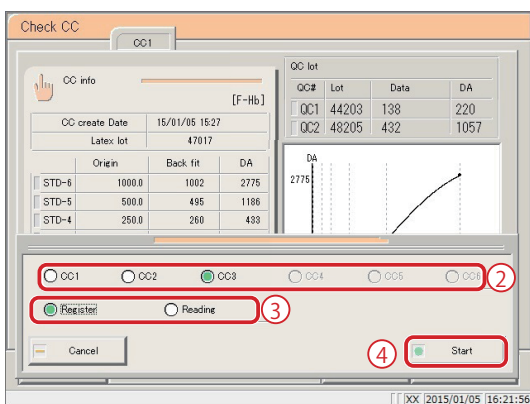 Check CC
CC1
CC info
[F-Hb]
CC create Date 15/01/05 15:27
Latex lot 47017
Origin Back fit DA
STD-6 1000.0 1002 2775
STD-5 500.0 495 1186
STD-4 250.0 260 433
QC lot
QC# Lot Data DA
QC1 44203 138 220
QC2 48205 432 1057
DA
2775
CC1 CC2 CC3 CC4 CC5 CC6 2
Register Reading 3
Cancel 4 Start
XX 2015/01/05 16:21:56